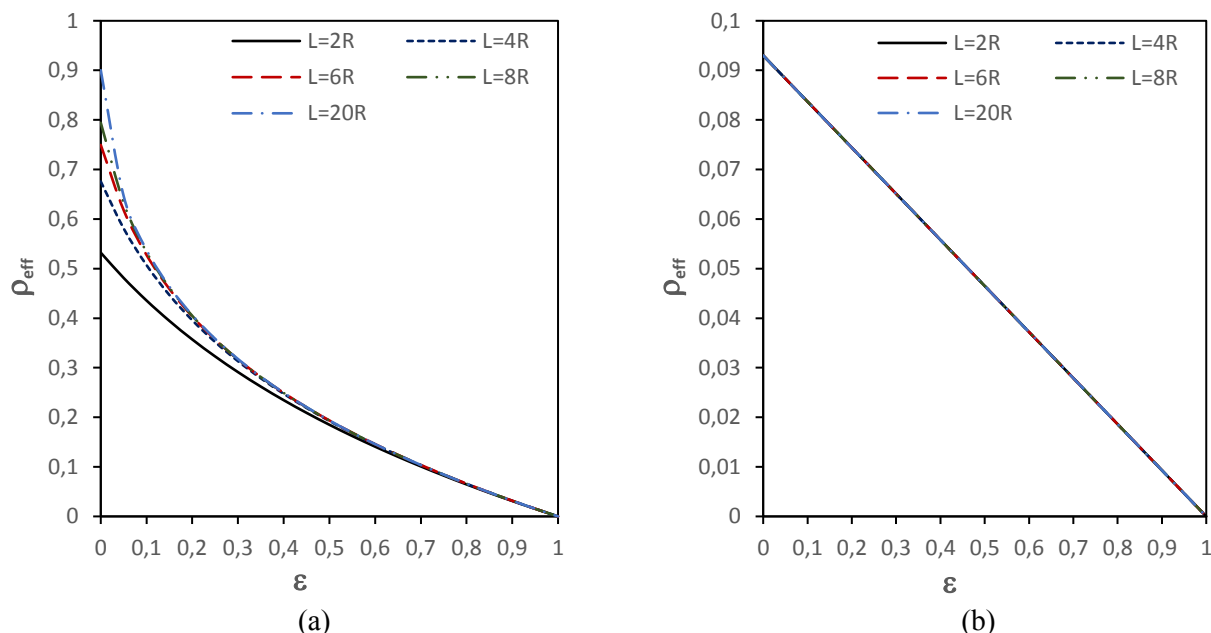 1
0,9
0,8
0,7
0,6
0,5
0,4
0,3
0,2
0,1
0
ρeff
L=2R L=4R
L=6R L=8R
L=20R
0 0,1 0,2 0,3 0,4 0,5 0,6 0,7 0,8 0,9 1
ε
(a)
0,1
0,09
0,08
0,07
0,06
0,05
0,04
0,03
0,02
0,01
0
ρeff
L=2R L=4R
L=6R L=8R
L=20R
0 0,1 0,2 0,3 0,4 0,5 0,6 0,7 0,8 0,9 1
ε
(b)